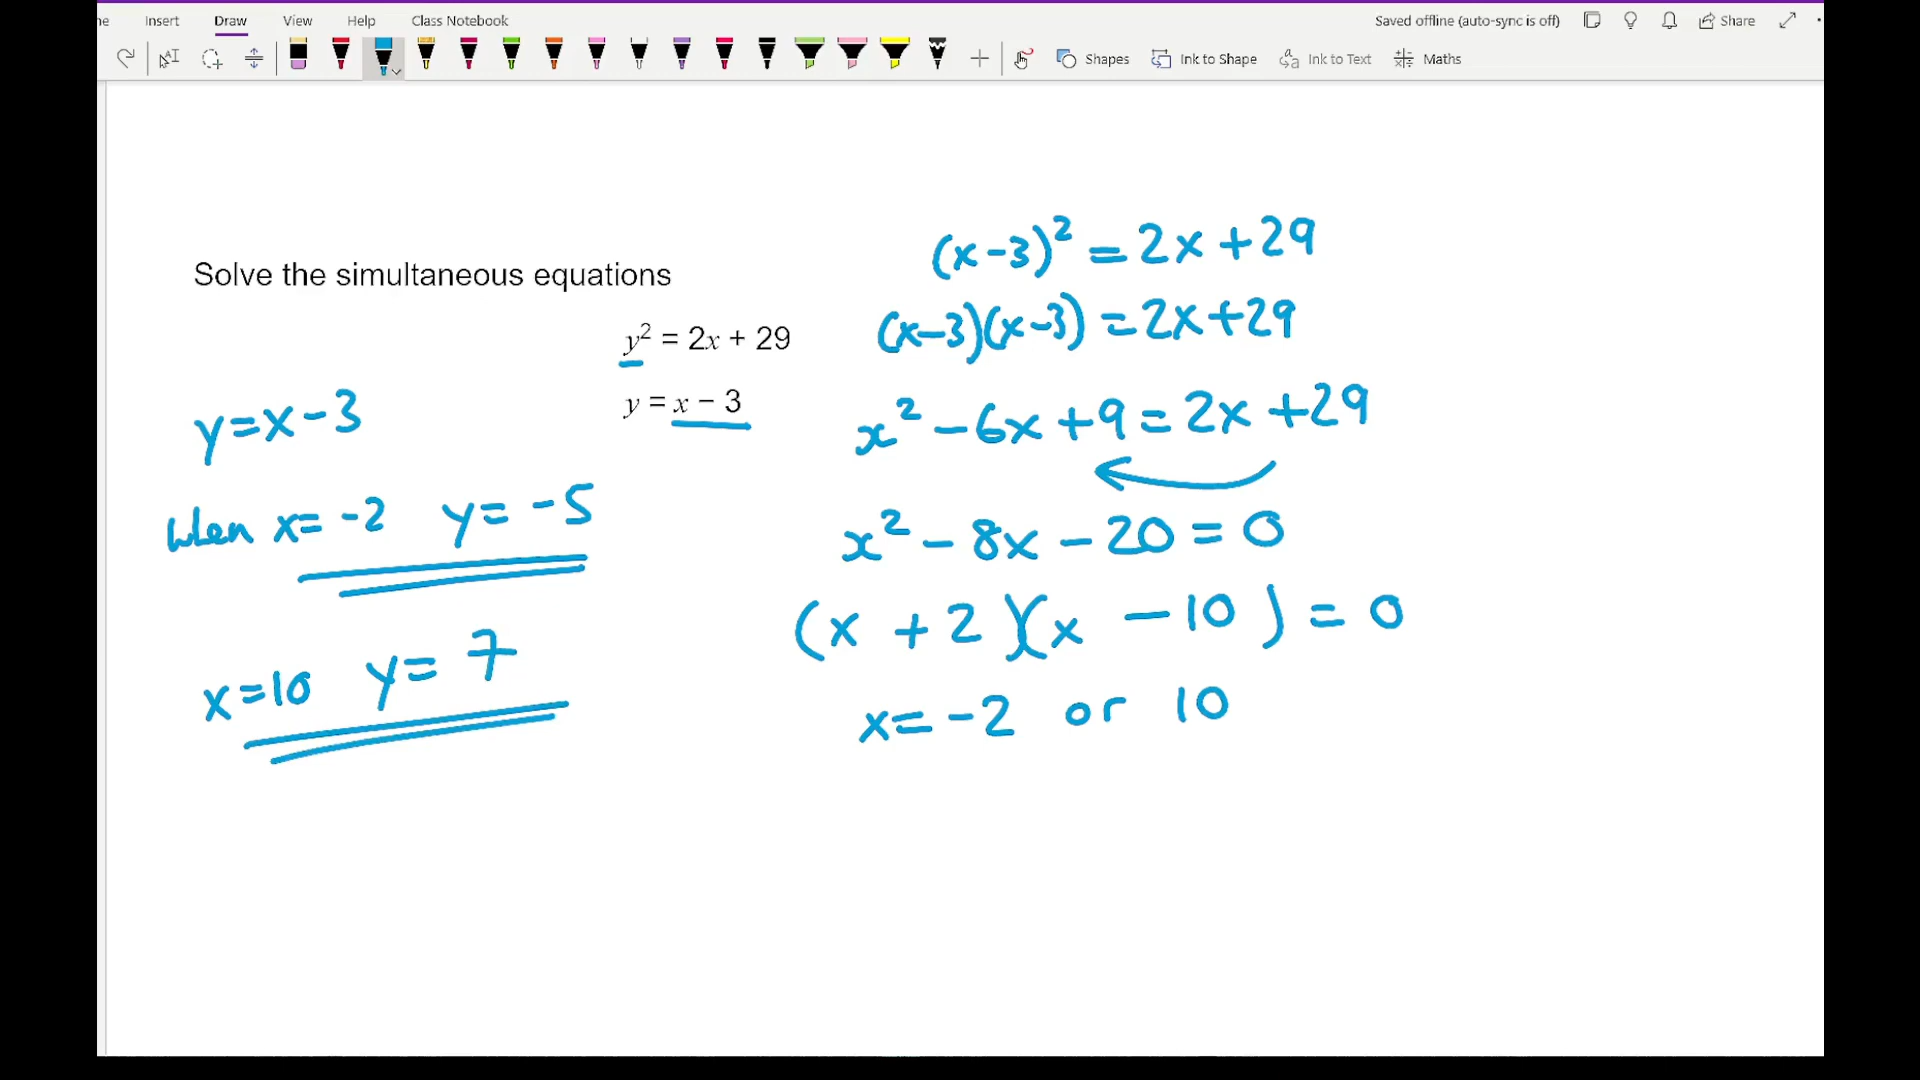 Insert Draw View Help Class Notebook Saved offline (auto-sync is off) Share
Shapes Ink to Shape Ink to Text Maths
Solve the simultaneous equations
y² = 2x + 29
y = x − 3
y=x-3
when x= -2 y= -5
x=10 y= 7
(x-3)² = 2x+29
(x-3)(x-3) = 2x+29
x² - 6x + 9 = 2x + 29
x² - 8x - 20 = 0
(x + 2)(x - 10) = 0
x= -2 or 10